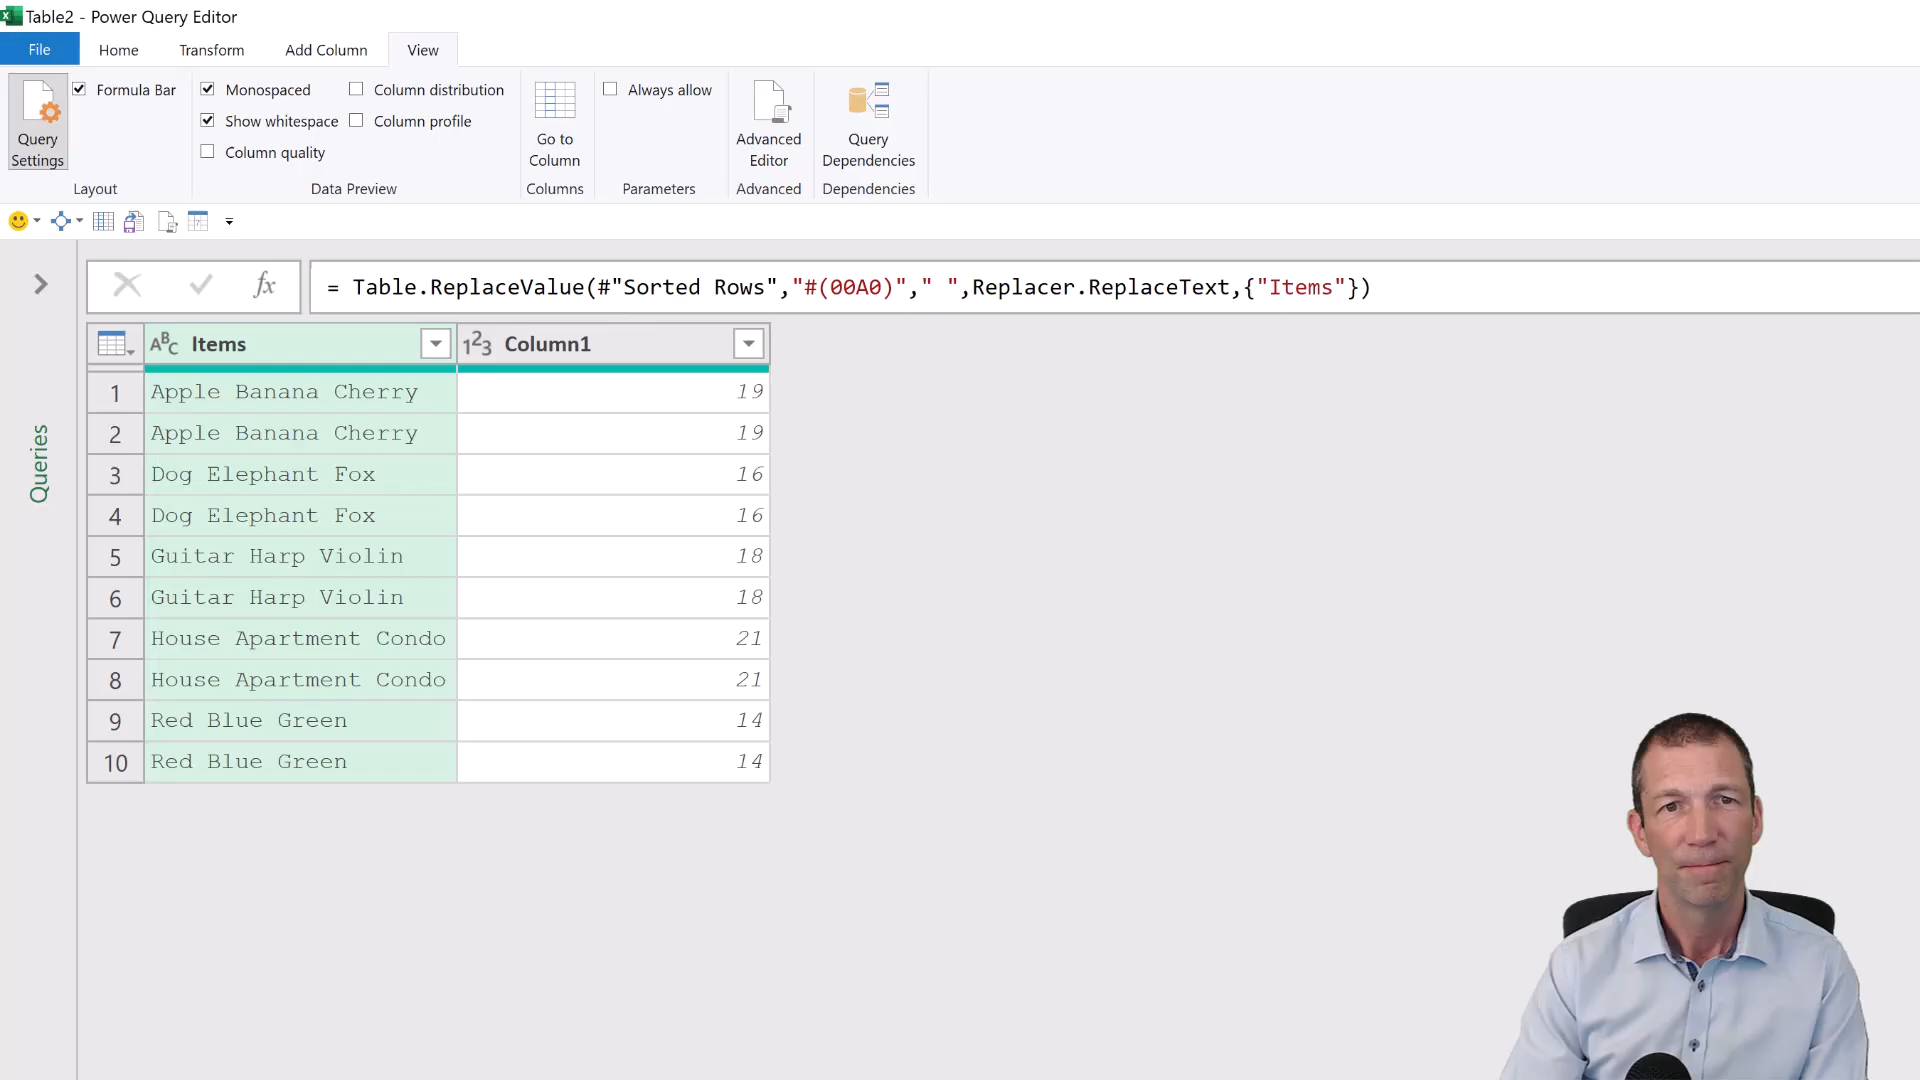 Table2 - Power Query Editor
File Home Transform Add Column View
Query Settings
Formula Bar
Layout
Monospaced
Show whitespace
Column quality
Column distribution
Column profile
Data Preview
Go to Column
Columns
Always allow
Parameters
Advanced Editor
Advanced
Query Dependencies
Dependencies
fx = Table.ReplaceValue(#"Sorted Rows","#(00A0)"," ",Replacer.ReplaceText,{"Items"})
Queries
ABC Items 123 Column1
1 Apple Banana Cherry 19
2 Apple Banana Cherry 19
3 Dog Elephant Fox 16
4 Dog Elephant Fox 16
5 Guitar Harp Violin 18
6 Guitar Harp Violin 18
7 House Apartment Condo 21
8 House Apartment Condo 21
9 Red Blue Green 14
10 Red Blue Green 14